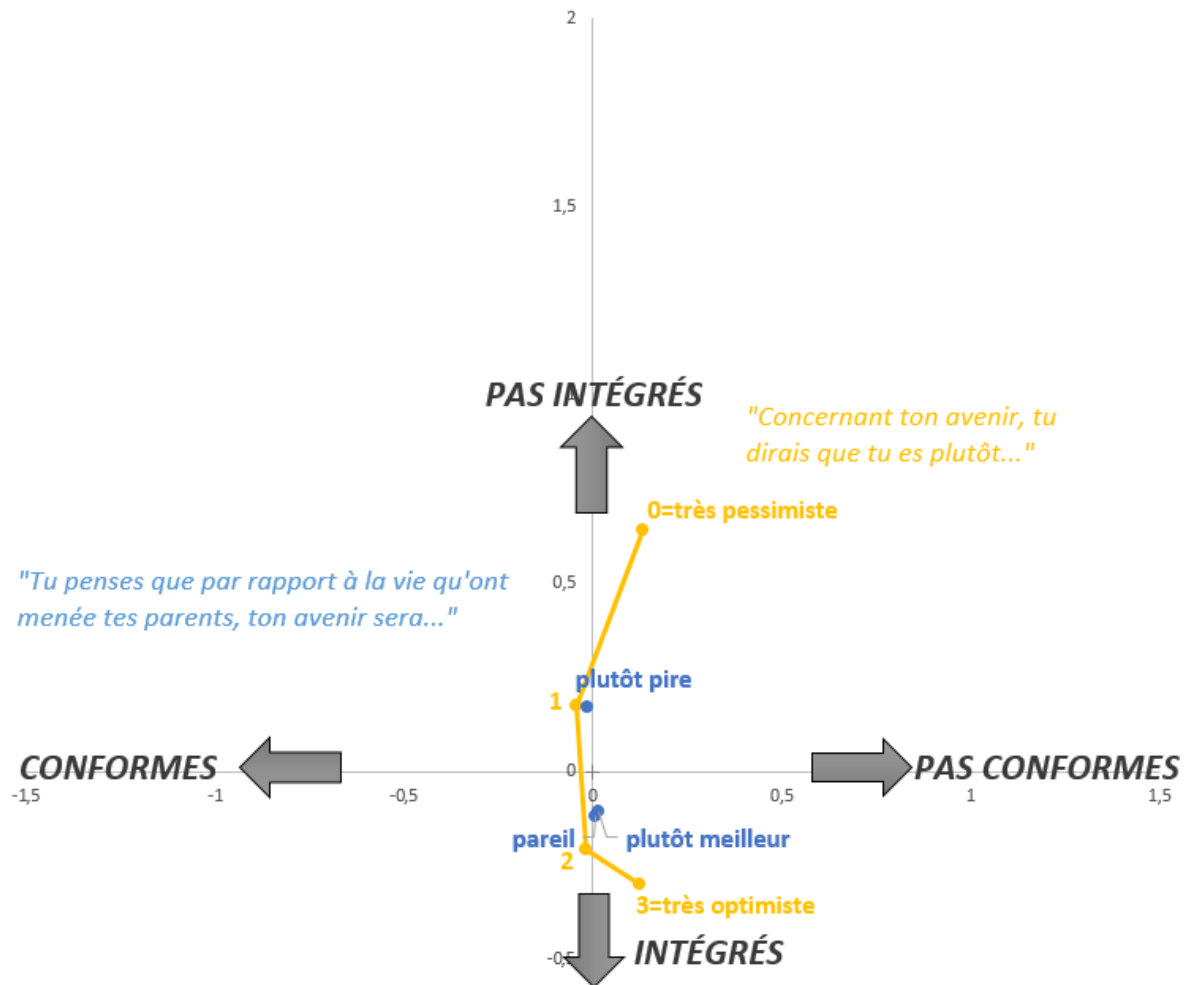 2
1,5
PAS INTÉGRÉS
"Concernant ton avenir, tu
dirais que tu es plutôt..."
0=très pessimiste
"Tu penses que par rapport à la vie qu'ont
menée tes parents, ton avenir sera..."
0,5
plutôt pire
1
CONFORMES
0
PAS CONFORMES
-1,5
-1
-0,5
0
0,5
1
1,5
pareil
plutôt meilleur
2
3=très optimiste
-0,5
INTÉGRÉS